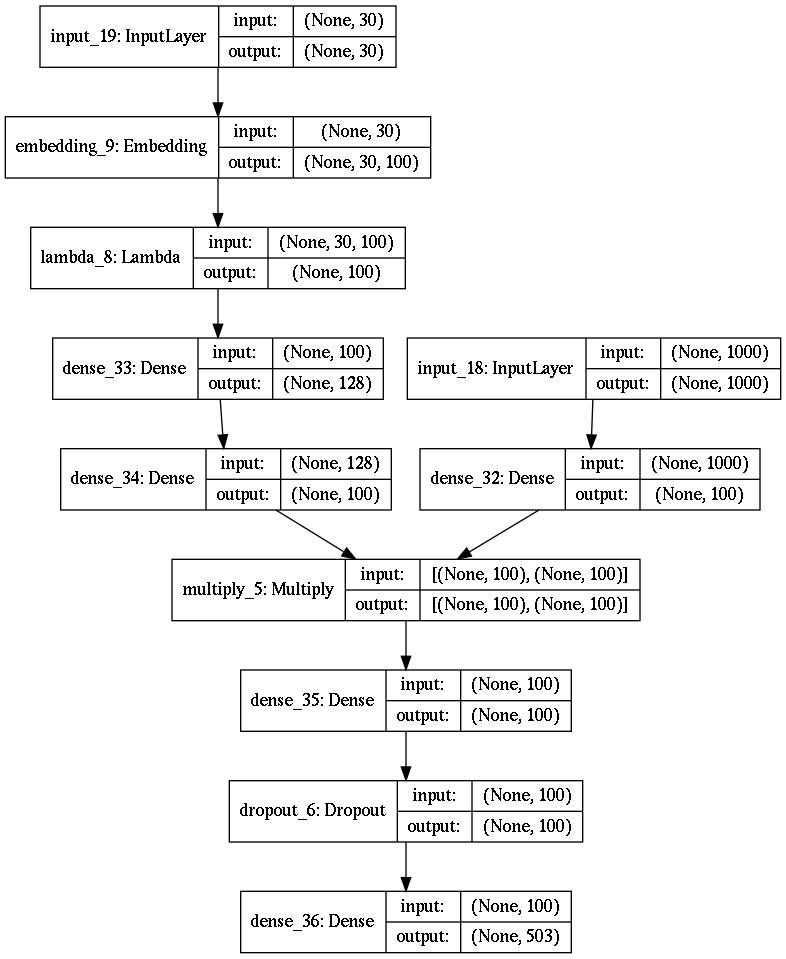 input_19: InputLayer
input: (None, 30)
output: (None, 30)
embedding_9: Embedding
input: (None, 30)
output: (None, 30, 100)
lambda_8: Lambda
input: (None, 30, 100)
output: (None, 100)
dense_33: Dense
input: (None, 100)
output: (None, 128)
input_18: InputLayer
input: (None, 1000)
output: (None, 1000)
dense_34: Dense
input: (None, 128)
output: (None, 100)
dense_32: Dense
input: (None, 1000)
output: (None, 100)
multiply_5: Multiply
input: [(None, 100), (None, 100)]
output: [(None, 100), (None, 100)]
dense_35: Dense
input: (None, 100)
output: (None, 100)
dropout_6: Dropout
input: (None, 100)
output: (None, 100)
dense_36: Dense
input: (None, 100)
output: (None, 503)